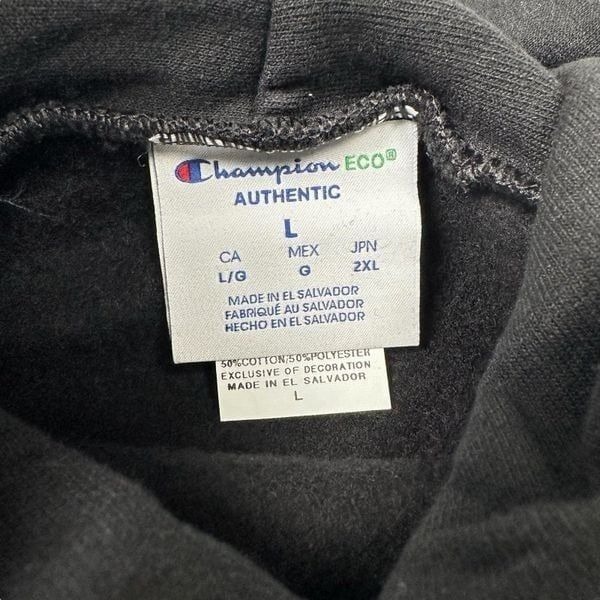 Champion ECO®
AUTHENTIC
L
CA MEX JPN
L/G G 2XL
MADE IN EL SALVADOR
FABRIQUÉ AU SALVADOR
HECHO EN EL SALVADOR
50%COTTON/50%POLYESTER
EXCLUSIVE OF DECORATION
MADE IN EL SALVADOR
L